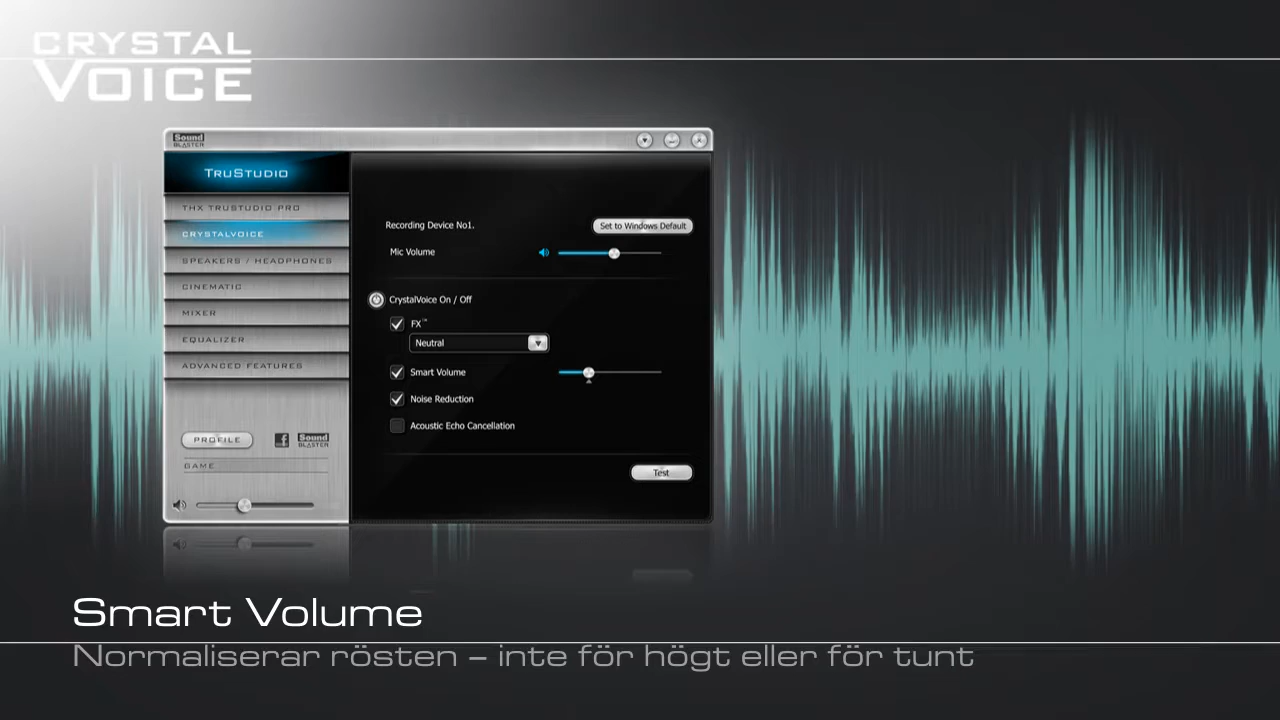 CRYSTAL
VOICE
Sound
BLASTER
TRUSTUDIO
THX TRUSTUDIO PRO
CRYSTALVOICE
SPEAKERS / HEADPHONES
CINEMATIC
MIXER
EQUALIZER
ADVANCED FEATURES
PROFILE
Sound
BLASTER
GAME
Recording Device No1.
Set to Windows Default
Mic Volume
CrystalVoice On / Off
FX™
Neutral
Smart Volume
Noise Reduction
Acoustic Echo Cancellation
Test
Smart Volume
Normaliserar rösten – inte för högt eller för tunt